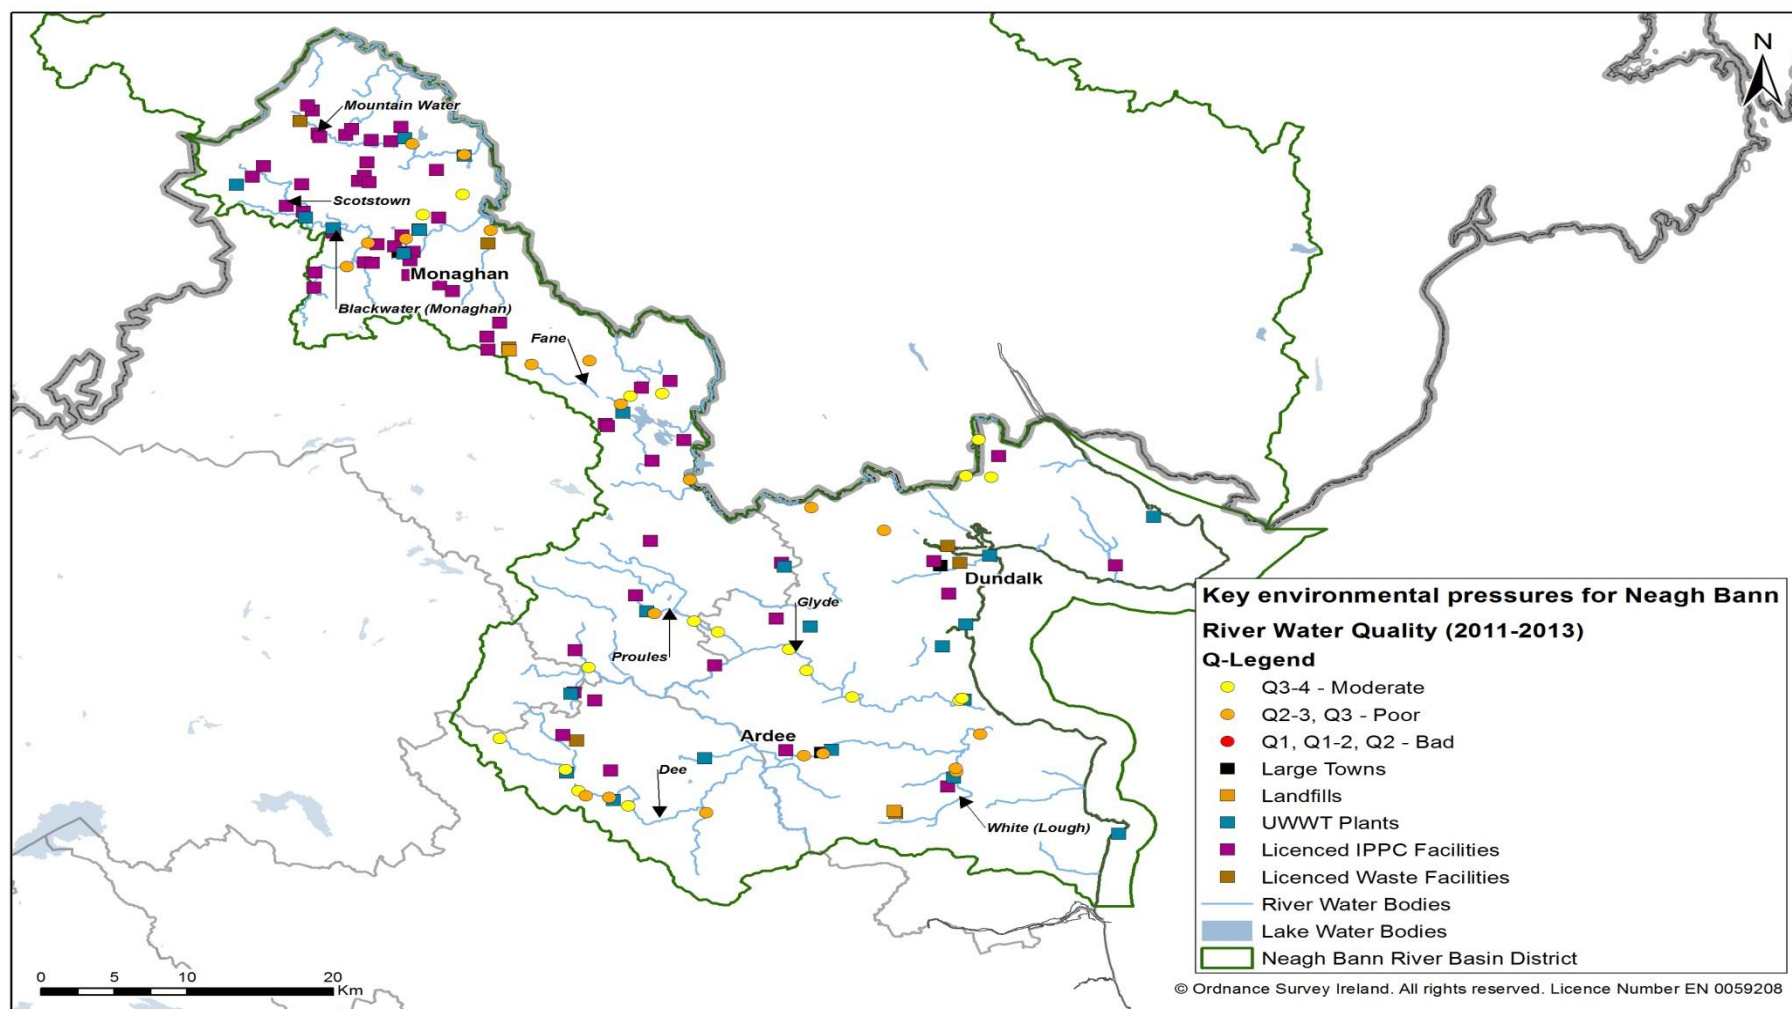 N
Mountain Water
Scotstown
Monaghan
Blackwater (Monaghan)
Fane
Dundalk
Glyde
Proules
Ardee
Dee
White (Lough)
Key environmental pressures for Neagh Bann
River Water Quality (2011-2013)
Q-Legend
Q3-4 - Moderate
Q2-3, Q3 - Poor
Q1, Q1-2, Q2 - Bad
Large Towns
Landfills
UWWT Plants
Licenced IPPC Facilities
Licenced Waste Facilities
River Water Bodies
Lake Water Bodies
Neagh Bann River Basin District
0 5 10 20
Km
© Ordnance Survey Ireland. All rights reserved. Licence Number EN 0059208